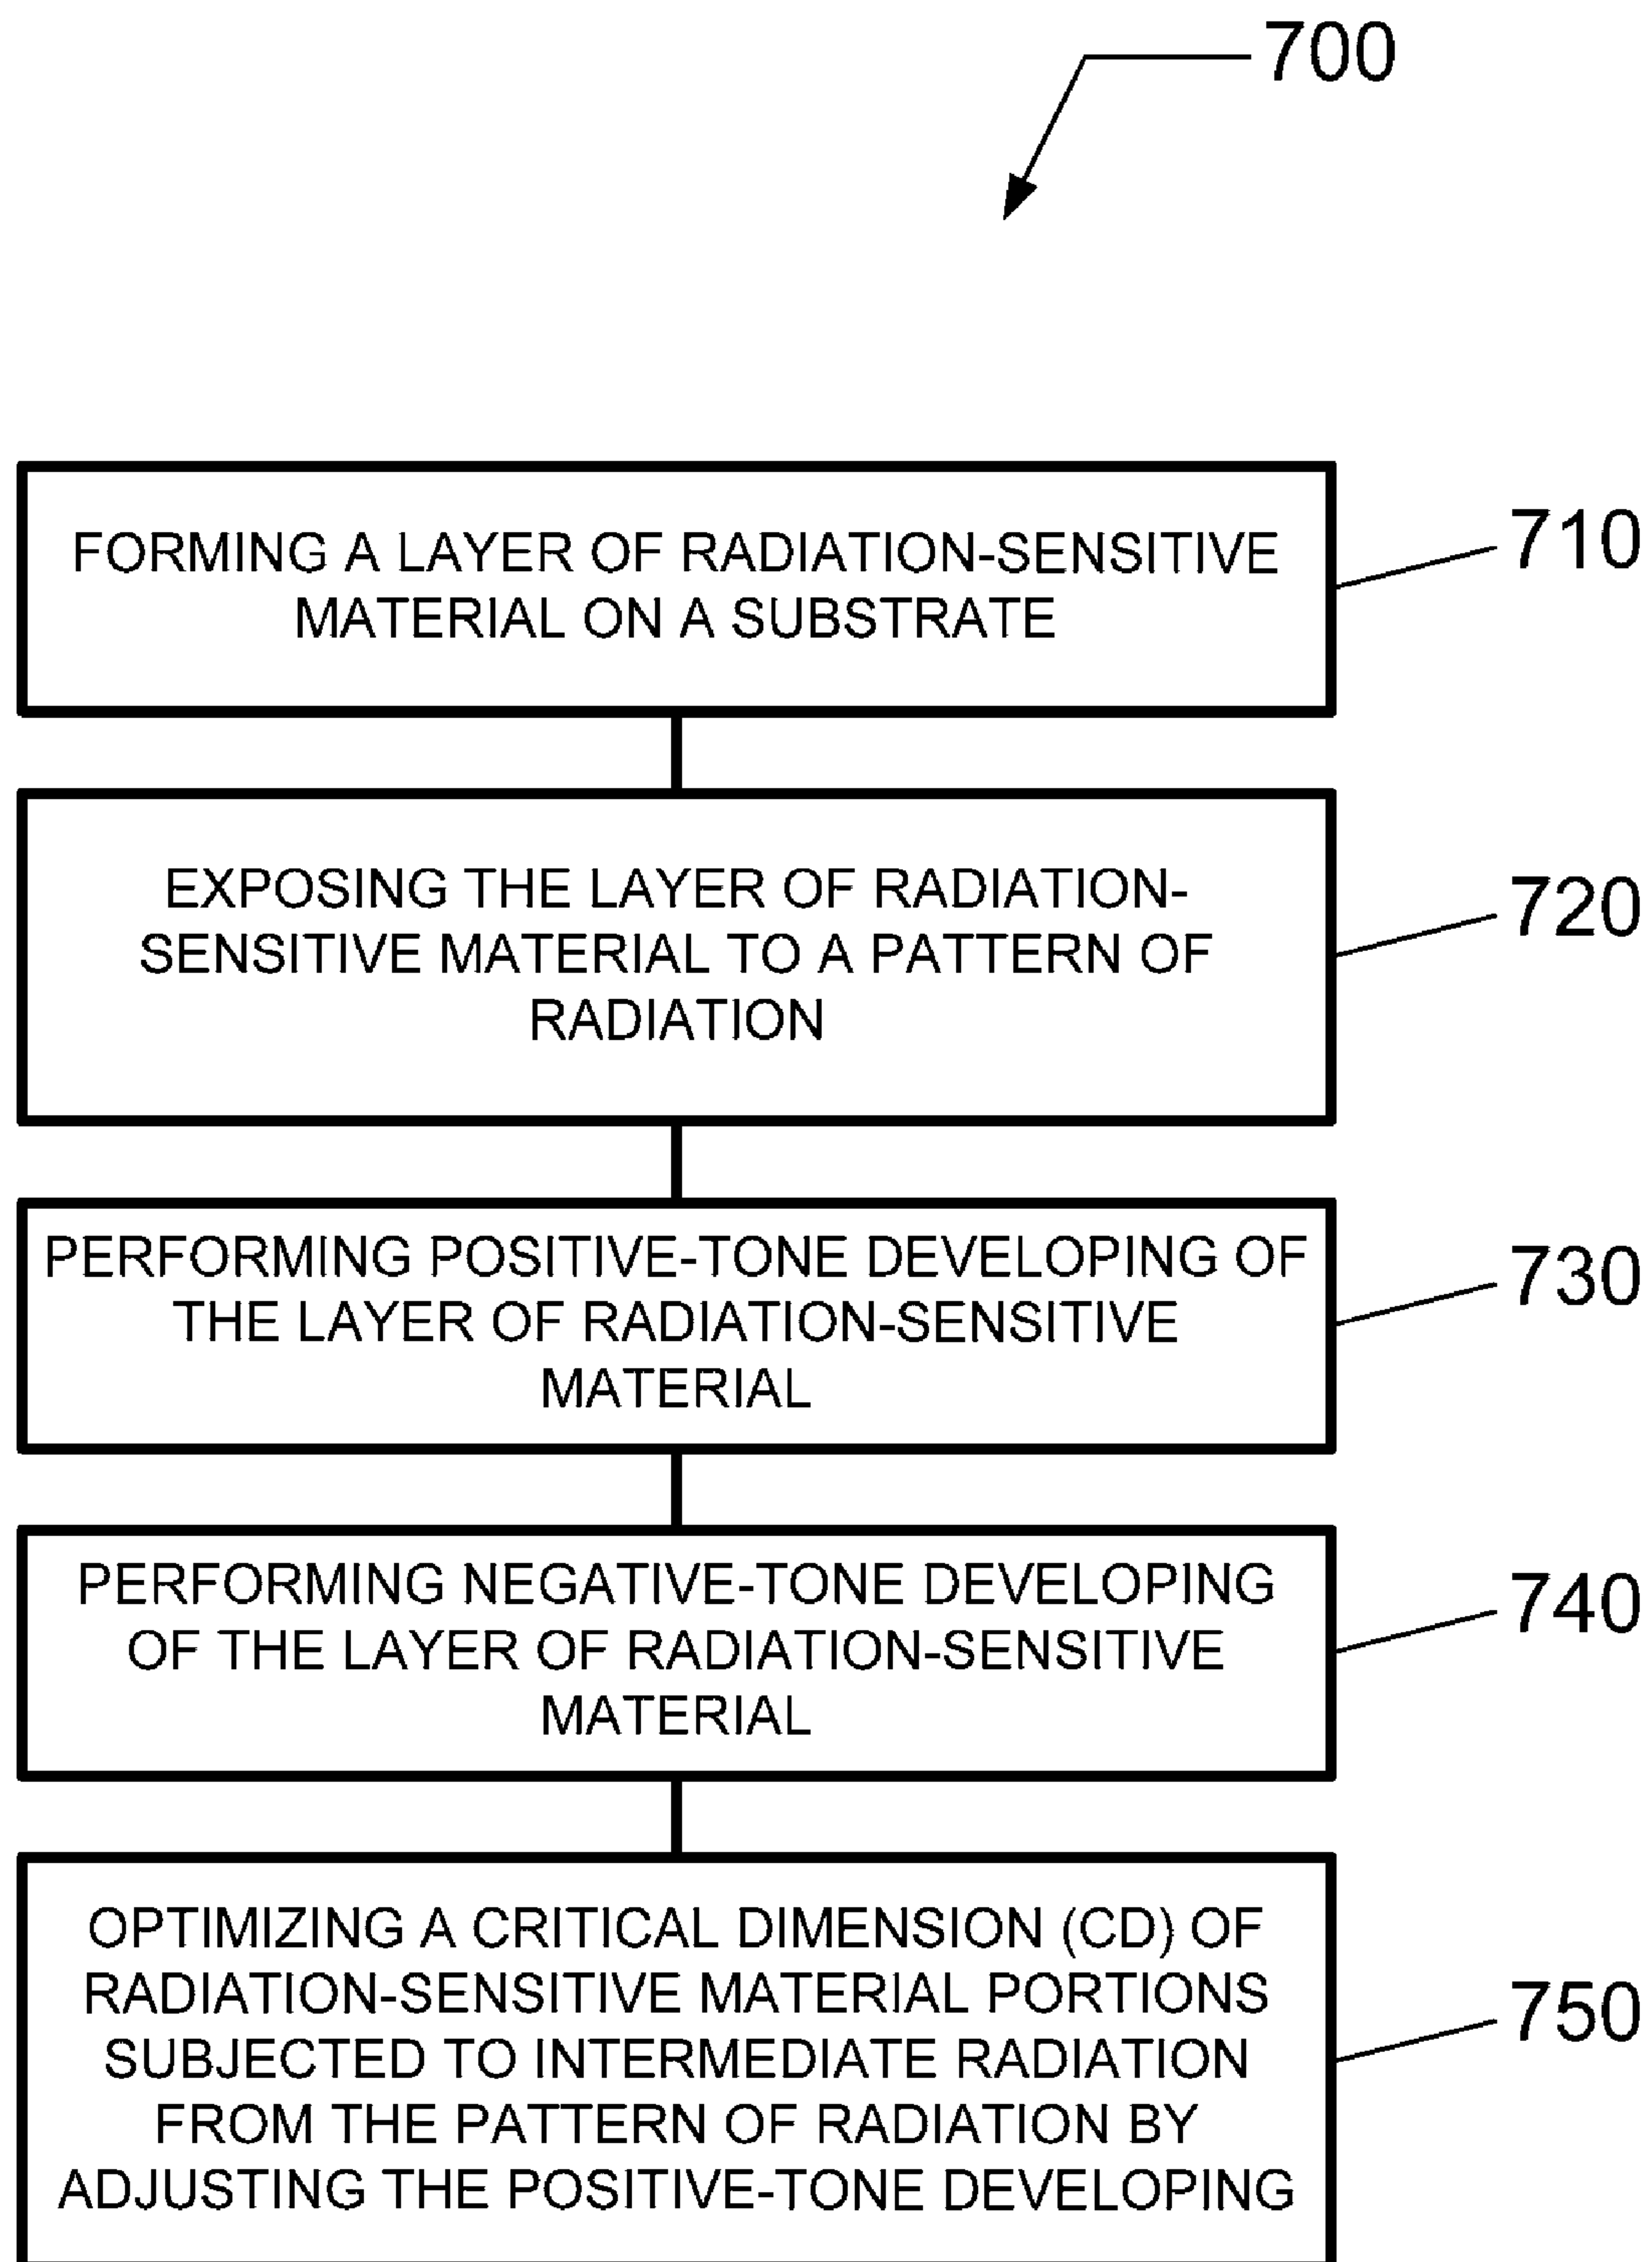 700
FORMING A LAYER OF RADIATION-SENSITIVE
MATERIAL ON A SUBSTRATE
710
EXPOSING THE LAYER OF RADIATION-
SENSITIVE MATERIAL TO A PATTERN OF
RADIATION
720
PERFORMING POSITIVE-TONE DEVELOPING OF
THE LAYER OF RADIATION-SENSITIVE
MATERIAL
730
PERFORMING NEGATIVE-TONE DEVELOPING
OF THE LAYER OF RADIATION-SENSITIVE
MATERIAL
740
OPTIMIZING A CRITICAL DIMENSION (CD) OF
RADIATION-SENSITIVE MATERIAL PORTIONS
SUBJECTED TO INTERMEDIATE RADIATION
FROM THE PATTERN OF RADIATION BY
ADJUSTING THE POSITIVE-TONE DEVELOPING
750